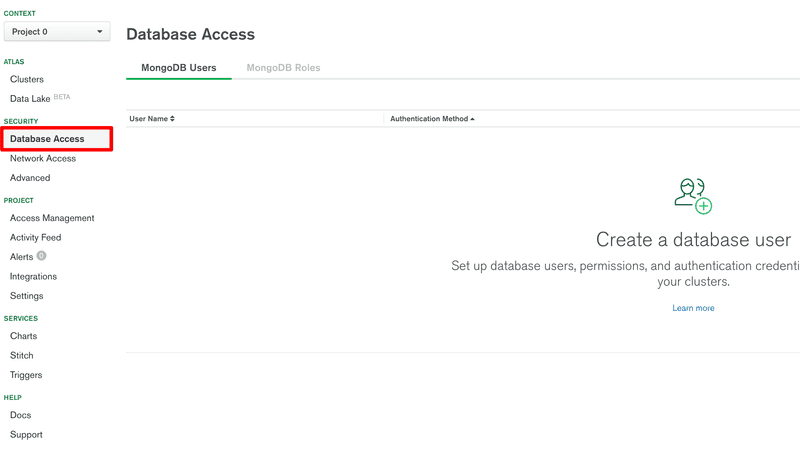 CONTEXT
Project 0
ATLAS
Clusters
Data Lake BETA
SECURITY
Database Access
Network Access
Advanced
PROJECT
Access Management
Activity Feed
Alerts 0
Integrations
Settings
SERVICES
Charts
Stitch
Triggers
HELP
Docs
Support
Database Access
MongoDB Users MongoDB Roles
User Name Authentication Method
Create a database user
Set up database users, permissions, and authentication credenti
your clusters.
Learn more